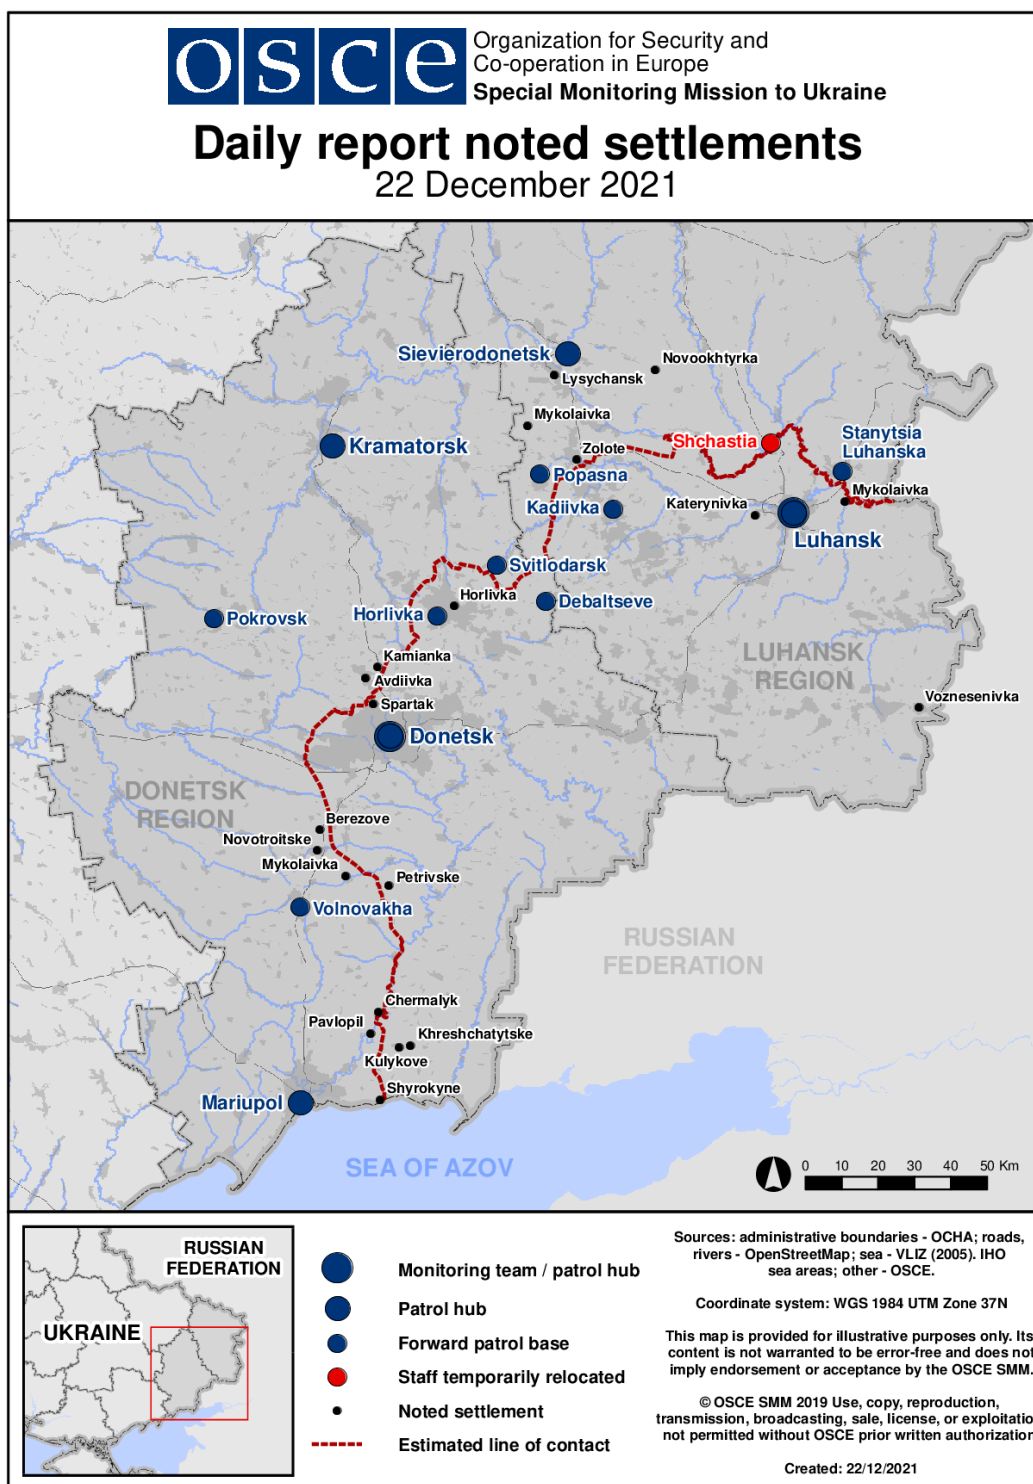 osce
Organization for Security and
Co-operation in Europe
Special Monitoring Mission to Ukraine
Daily report noted settlements
22 December 2021
Sievierodonetsk
Novookhtyrka
Lysychansk
Mykolaivka
Kramatorsk
Shchastia
Stanytsia
Luhanska
Zolote
Popasna
Kadiivka
Katerynivka
Mykolaivka
Luhansk
Svitlodarsk
Horlivka
Debaltseve
Horlivka
Pokrovsk
Kamianka
Avdiivka
LUHANSK
REGION
Spartak
Voznesenivka
Donetsk
DONETSK
REGION
Berezove
Novotroitske
Mykolaivka
Petrivske
Volnovakha
RUSSIAN
FEDERATION
Chermalyk
Pavlopil
Khreshchatytske
Kulykove
Shyrokyne
Mariupol
SEA OF AZOV
0 10 20 30 40 50 Km
RUSSIAN
FEDERATION
UKRAINE
Monitoring team / patrol hub
Patrol hub
Forward patrol base
Staff temporarily relocated
Noted settlement
Estimated line of contact
Sources: administrative boundaries - OCHA; roads,
rivers - OpenStreetMap; sea - VLIZ (2005). IHO
sea areas; other - OSCE.
Coordinate system: WGS 1984 UTM Zone 37N
This map is provided for illustrative purposes only. Its
content is not warranted to be error-free and does not
imply endorsement or acceptance by the OSCE SMM.
© OSCE SMM 2019 Use, copy, reproduction,
transmission, broadcasting, sale, license, or exploitatio
not permitted without OSCE prior written authorization
Created: 22/12/2021